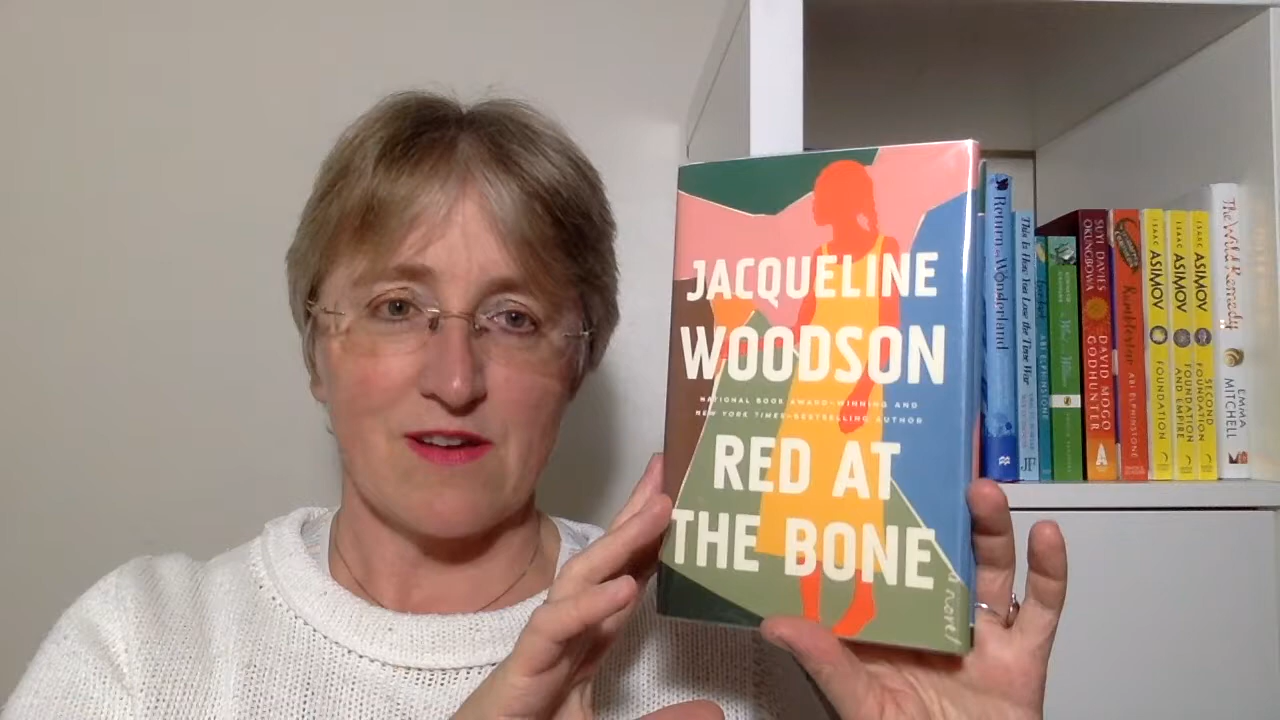 JACQUELINE
WOODSON
NATIONAL BOOK AWARD–WINNING AND
NEW YORK TIMES–BESTSELLING AUTHOR
RED AT
THE BONE
a novel
Return to Wonderland
This Is How You Lose the Time War
ABI ELPHINSTONE
SUYI DAVIES
OKUNGBOWA
DAVID MOGO
GODHUNTER
Rumblestar
ABI ELPHINSTONE
ISAAC
ASIMOV
FOUNDATION
ISAAC
ASIMOV
FOUNDATION
AND EMPIRE
ISAAC
ASIMOV
SECOND
FOUNDATION
The Wild Remedy
EMMA
MITCHELL